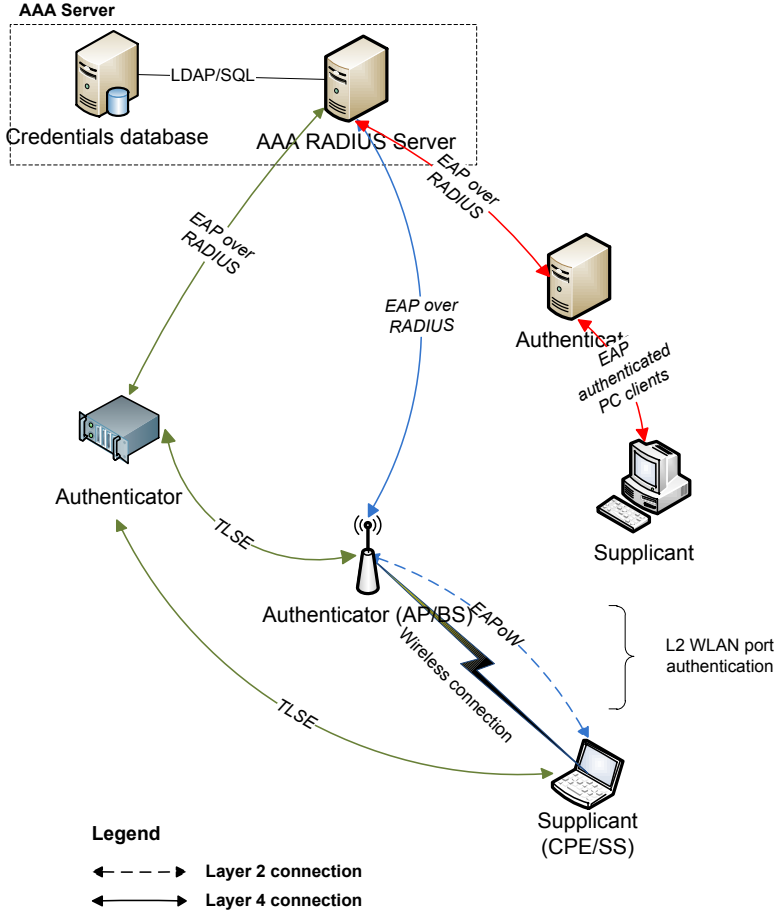 AAA Server
LDAP/SQL
Credentials database
AAA RADIUS Server
EAP over
RADIUS
EAP over
RADIUS
EAP over
RADIUS
EAP
authenticated
PC clients
Authenticator
TLSE
Supplicant
Authenticator (AP/BS)
EAPoW
Wireless connection
L2 WLAN port
authentication
TLSE
Supplicant
(CPE/SS)
Legend
Layer 2 connection
Layer 4 connection